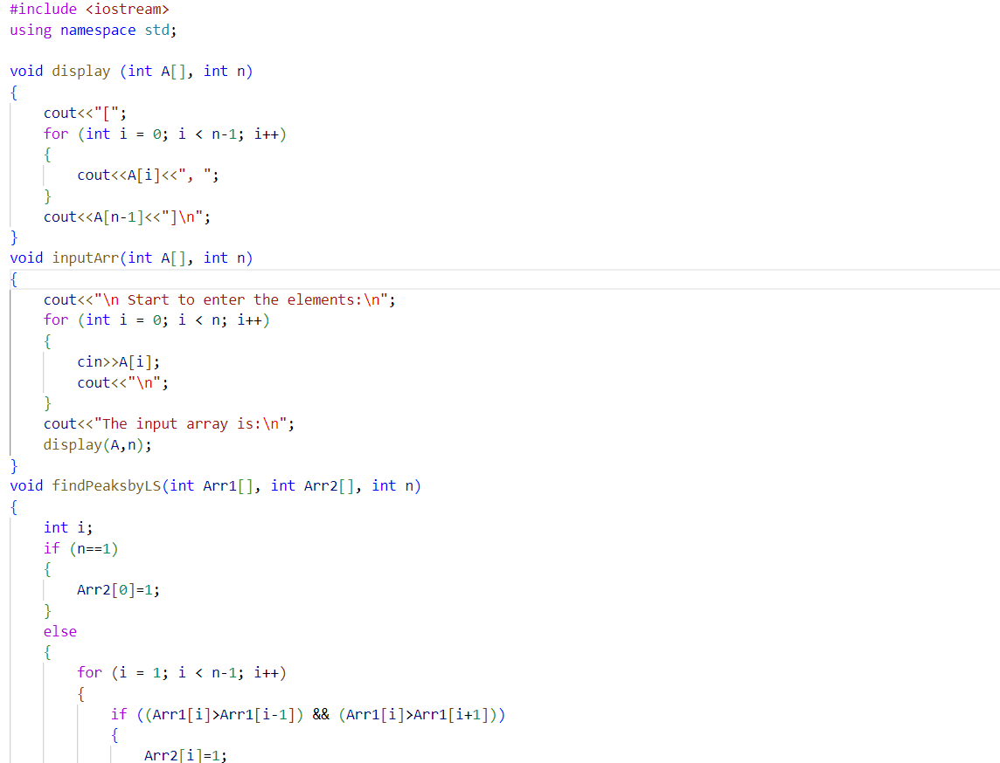 #include <iostream>
using namespace std;

void display (int A[], int n)
{
    cout<<"[";
    for (int i = 0; i < n-1; i++)
    {
        cout<<A[i]<<", ";
    }
    cout<<A[n-1]<<"]\n";
}
void inputArr(int A[], int n)
{
    cout<<"\n Start to enter the elements:\n";
    for (int i = 0; i < n; i++)
    {
        cin>>A[i];
        cout<<"\n";
    }
    cout<<"The input array is:\n";
    display(A,n);
}
void findPeaksbyLS(int Arr1[], int Arr2[], int n)
{
    int i;
    if (n==1)
    {
        Arr2[0]=1;
    }
    else
    {
        for (i = 1; i < n-1; i++)
        {
            if ((Arr1[i]>Arr1[i-1]) && (Arr1[i]>Arr1[i+1]))
            {
                Arr2[i]=1;